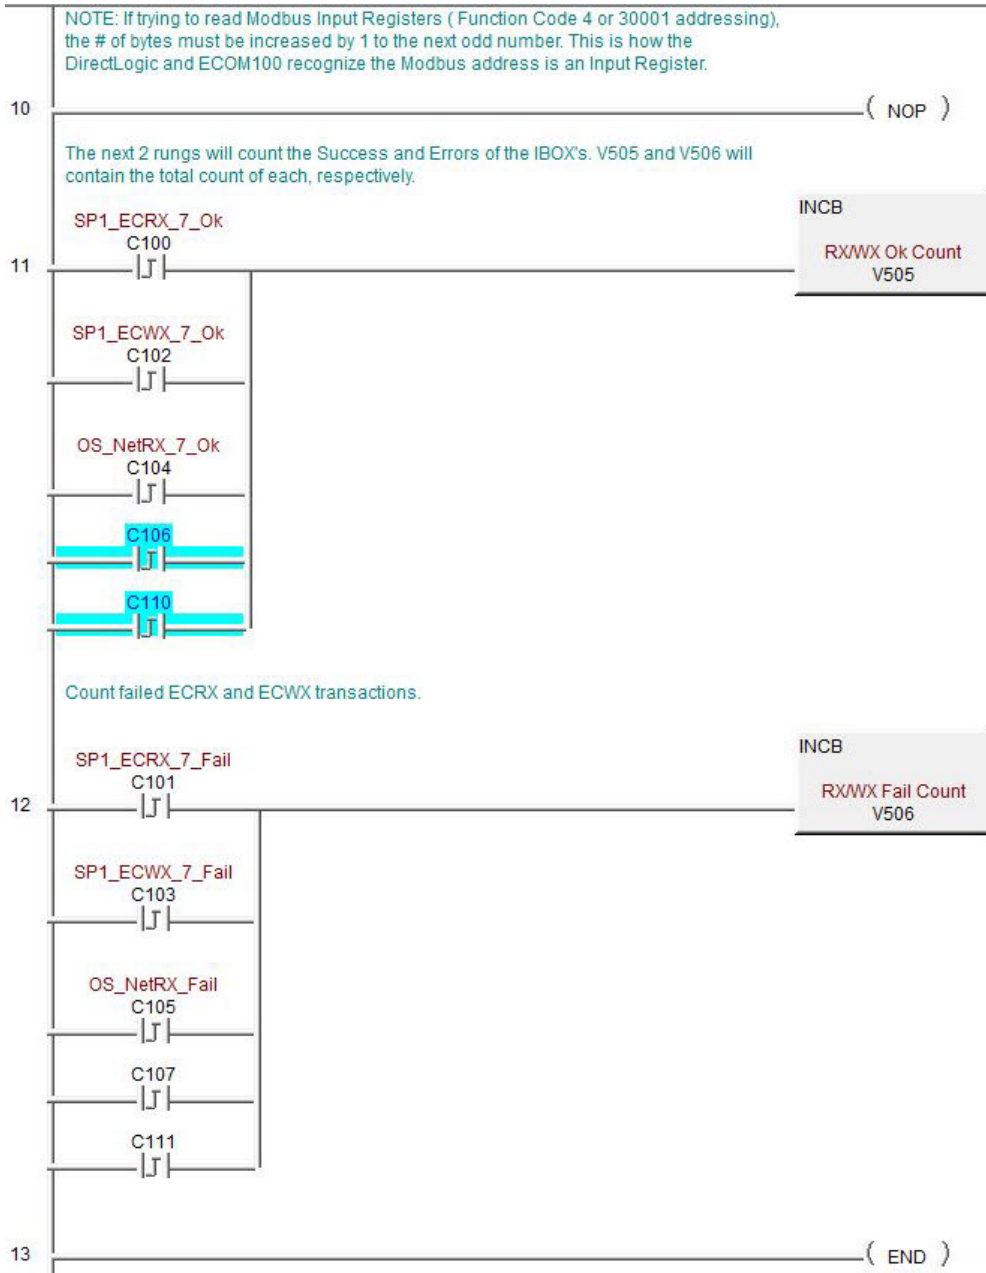 NOTE: If trying to read Modbus Input Registers ( Function Code 4 or 30001 addressing),
the # of bytes must be increased by 1 to the next odd number. This is how the
DirectLogic and ECOM100 recognize the Modbus address is an Input Register.
10
( NOP )
The next 2 rungs will count the Success and Errors of the IBOX's. V505 and V506 will
contain the total count of each, respectively.
SP1_ECRX_7_Ok
C100
INCB
RX/WX Ok Count
V505
11
SP1_ECWX_7_Ok
C102
OS_NetRX_7_Ok
C104
C106
C110
Count failed ECRX and ECWX transactions.
SP1_ECRX_7_Fail
C101
INCB
RX/WX Fail Count
V506
12
SP1_ECWX_7_Fail
C103
OS_NetRX_Fail
C105
C107
C111
13
( END )